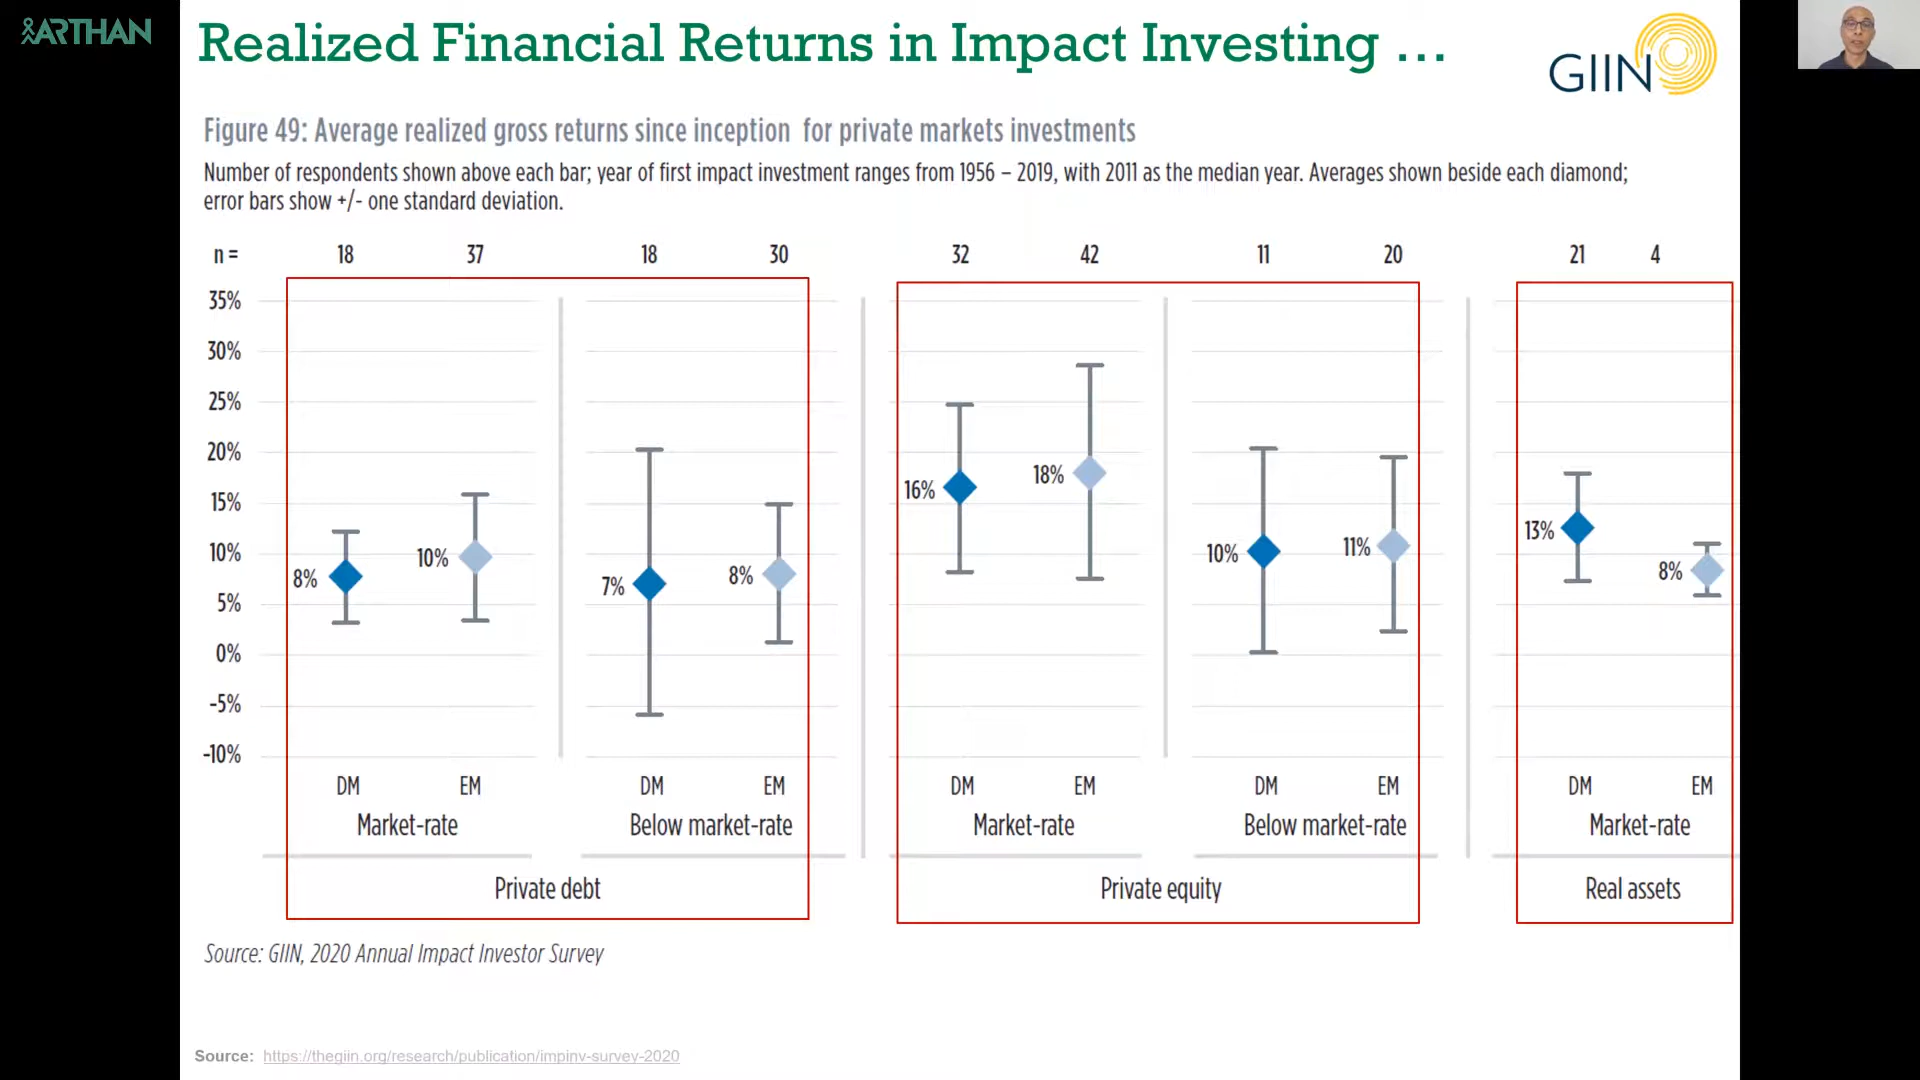 ARTHAN
Realized Financial Returns in Impact Investing ...
GIIN
Figure 49: Average realized gross returns since inception for private markets investments
Number of respondents shown above each bar; year of first impact investment ranges from 1956 – 2019, with 2011 as the median year. Averages shown beside each diamond;
error bars show +/- one standard deviation.
n = 18 37 18 30 32 42 11 20 21 4
35%
30%
25%
20%
15%
10%
5%
0%
-5%
-10%
8% 10% 7% 8% 16% 18% 10% 11% 13% 8%
DM EM DM EM DM EM DM EM DM EM
Market-rate Below market-rate Market-rate Below market-rate Market-rate
Private debt Private equity Real assets
Source: GIIN, 2020 Annual Impact Investor Survey
Source: https://thegiin.org/research/publication/impinv-survey-2020